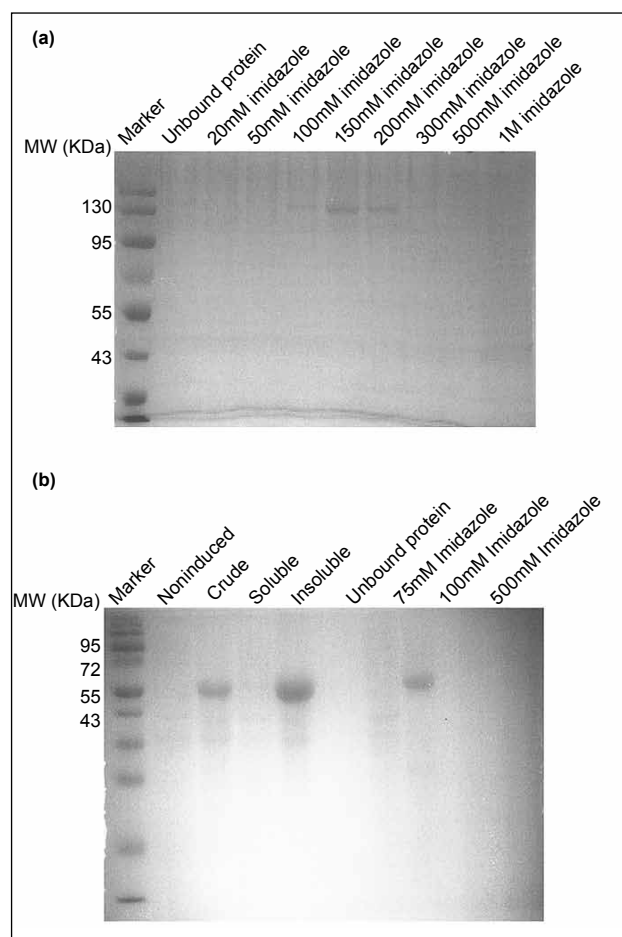 (a)
Marker
Unbound protein
20mM imidazole
50mM imidazole
100mM imidazole
150mM imidazole
200mM imidazole
300mM imidazole
500mM imidazole
1M imidazole
MW (KDa)
130
95
55
43
(b)
Marker
Noninduced
Crude
Soluble
Insoluble
Unbound protein
75mM Imidazole
100mM Imidazole
500mM Imidazole
MW (KDa)
95
72
55
43